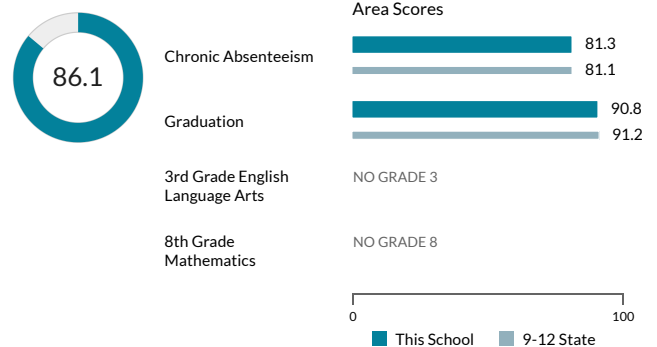 Area Scores
86.1
Chronic Absenteeism
81.3
81.1
Graduation
90.8
91.2
3rd Grade English
Language Arts
NO GRADE 3
8th Grade
Mathematics
NO GRADE 8
0
100
This School
9-12 State